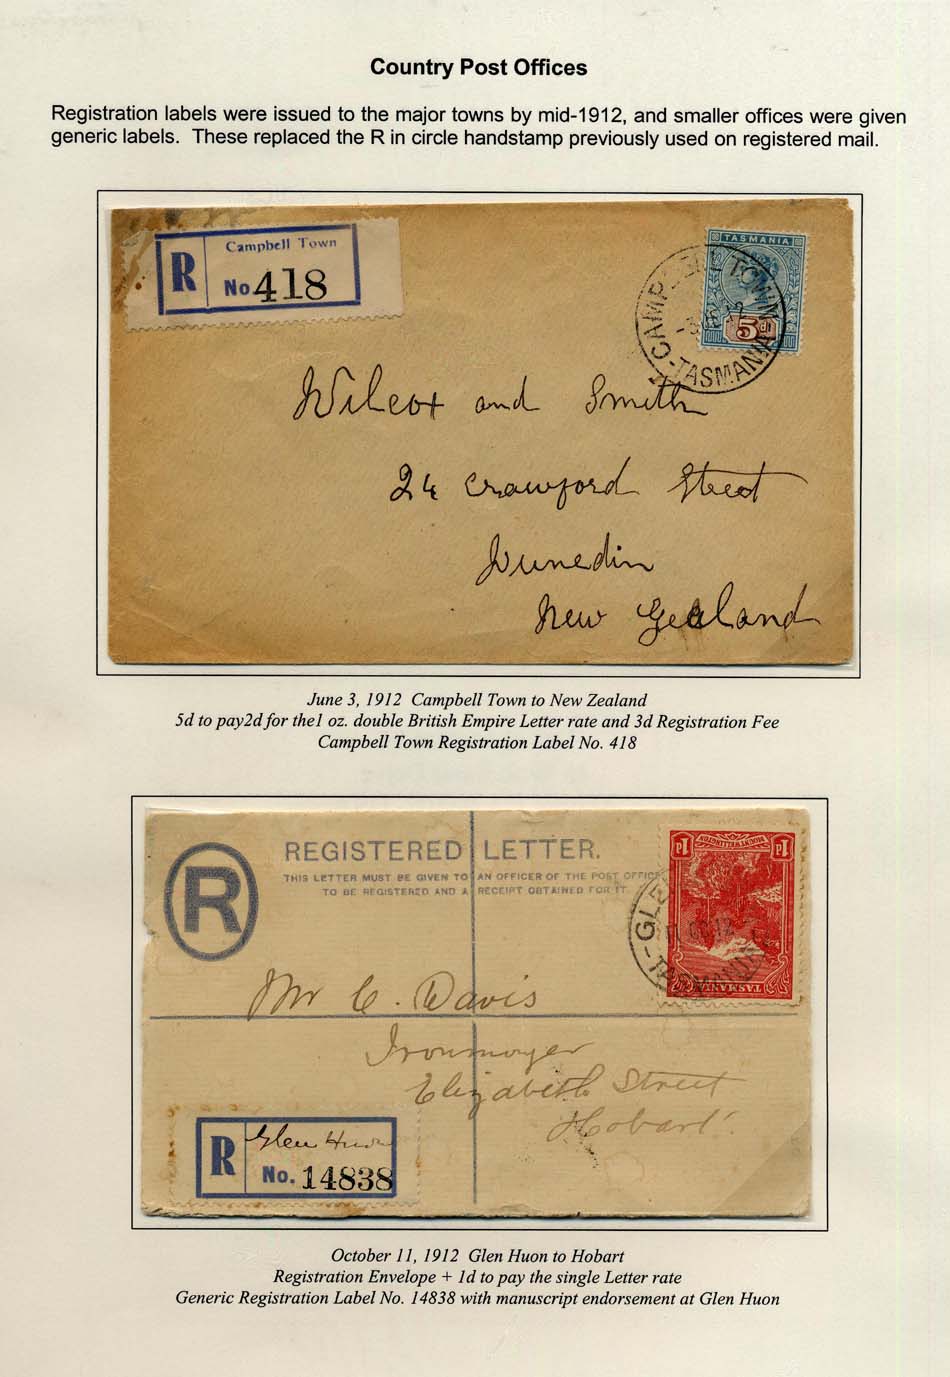 Country Post Offices
Registration labels were issued to the major towns by mid-1912, and smaller offices were given
generic labels. These replaced the R in circle handstamp previously used on registered mail.
R
Campbell Town
No 418
TASMANIA
5d
CAMPBELL TOWN
TASMANIA
Wilcox and Smith
24 Crawford Street
Dunedin
New Zealand
June 3, 1912 Campbell Town to New Zealand
5d to pay2d for the1 oz. double British Empire Letter rate and 3d Registration Fee
Campbell Town Registration Label No. 418
R
REGISTERED LETTER.
THIS LETTER MUST BE GIVEN TO AN OFFICER OF THE POST OFFICE
TO BE REGISTERED AND A RECEIPT OBTAINED FOR IT.
1d
1d
TASMANIA
11 OC 12
TASMANIA
Mr C. Davis
Ironmonger
Elizabeth Street
Hobart
R
Glen Huon
No. 14838
October 11, 1912 Glen Huon to Hobart
Registration Envelope + 1d to pay the single Letter rate
Generic Registration Label No. 14838 with manuscript endorsement at Glen Huon